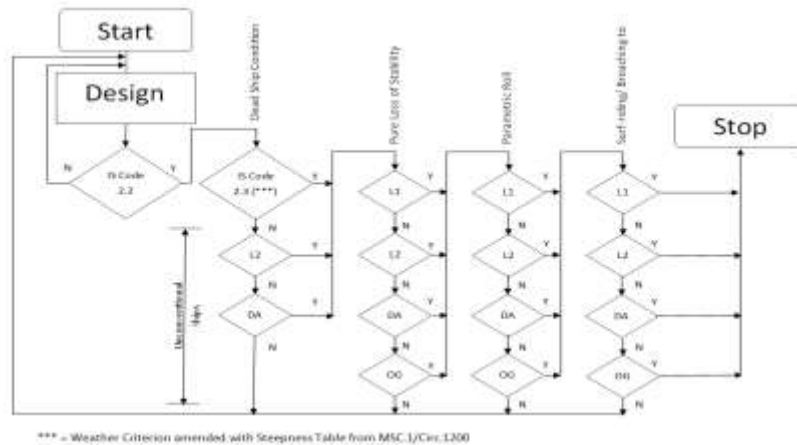 Start
Design
IS Code
2.2
N
Y
Dead Ship Condition
IS Code
2.3 (***)
Y
N
L2
Y
N
DA
Y
N
Unconventional
ships
Pure Loss of Stability
L1
Y
N
L2
Y
N
DA
Y
N
OG
Y
N
Parametric Roll
L1
Y
N
L2
Y
N
DA
Y
N
OG
Y
N
Surf-riding/ Broaching to
L1
Y
N
L2
Y
N
DA
Y
N
OG
Y
N
Stop
*** = Weather Criterion amended with Steepness Table from MSC.1/Circ.1200